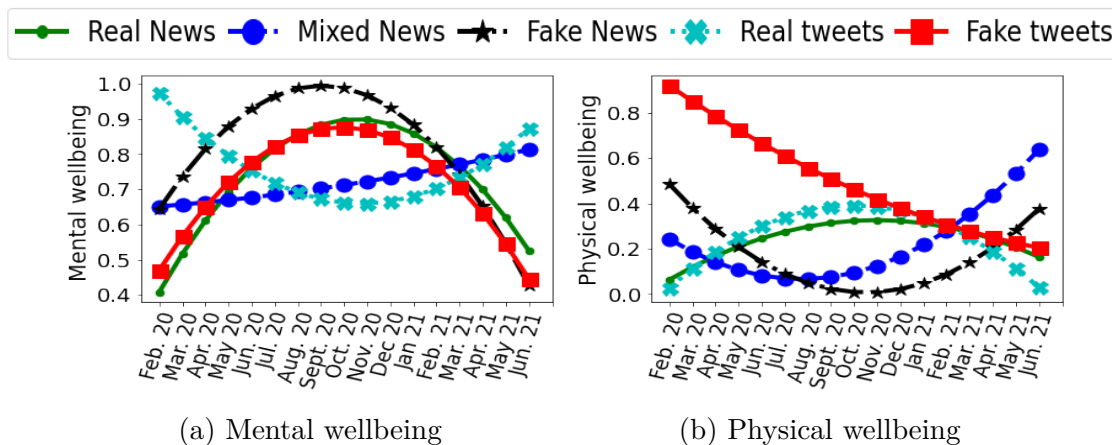 Real News Mixed News Fake News Real tweets Fake tweets
Mental wellbeing
1.0
0.9
0.8
0.7
0.6
0.5
0.4
Feb. 20
Mar. 20
Apr. 20
May 20
Jun. 20
Jul. 20
Aug. 20
Sept. 20
Oct. 20
Nov. 20
Dec. 20
Jan 21
Feb. 21
Mar. 21
Apr. 21
May 21
Jun. 21
(a) Mental wellbeing
Physical wellbeing
0.8
0.6
0.4
0.2
0.0
Feb. 20
Mar. 20
Apr. 20
May 20
Jun. 20
Jul. 20
Aug. 20
Sept. 20
Oct. 20
Nov. 20
Dec. 20
Jan 21
Feb. 21
Mar. 21
Apr. 21
May 21
Jun. 21
(b) Physical wellbeing